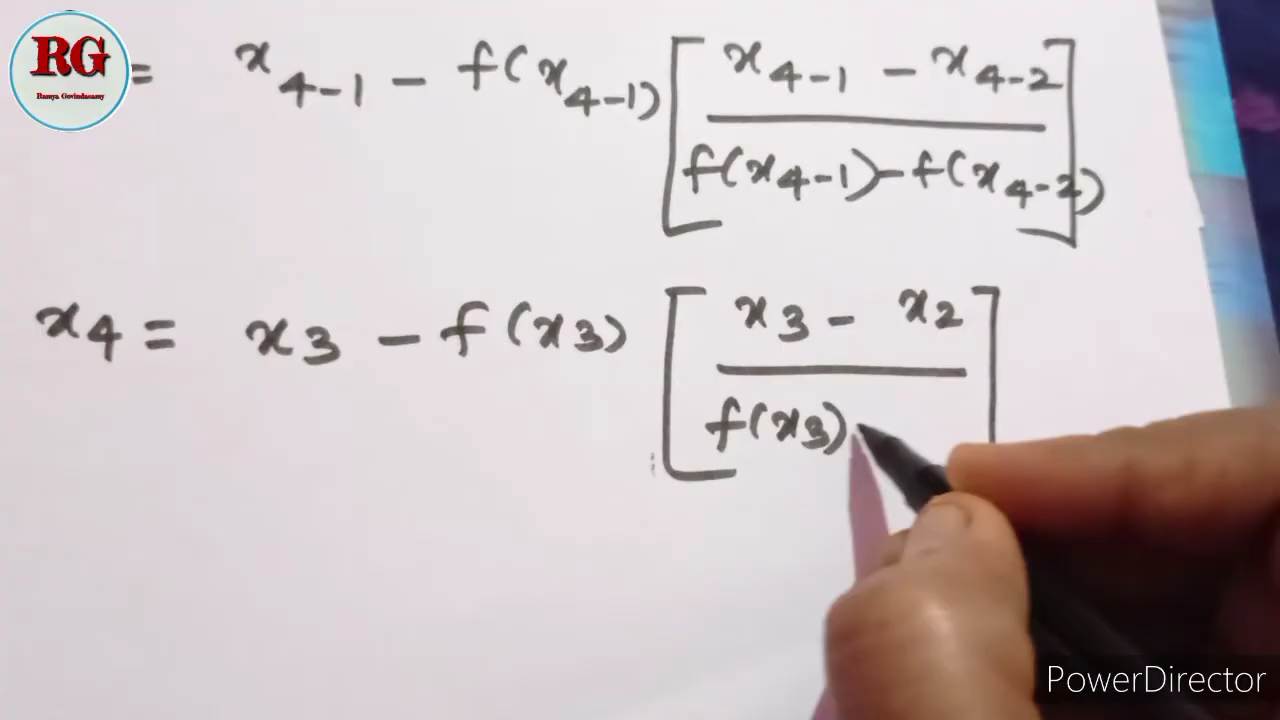 RG
Ramya Govindasamy
= x₄₋₁ - f(x₄₋₁) [x₄₋₁ - x₄₋₂
f(x₄₋₁) - f(x₄₋₂)]
x₄ = x₃ - f(x₃) [x₃ - x₂]
f(x₃)
PowerDirector